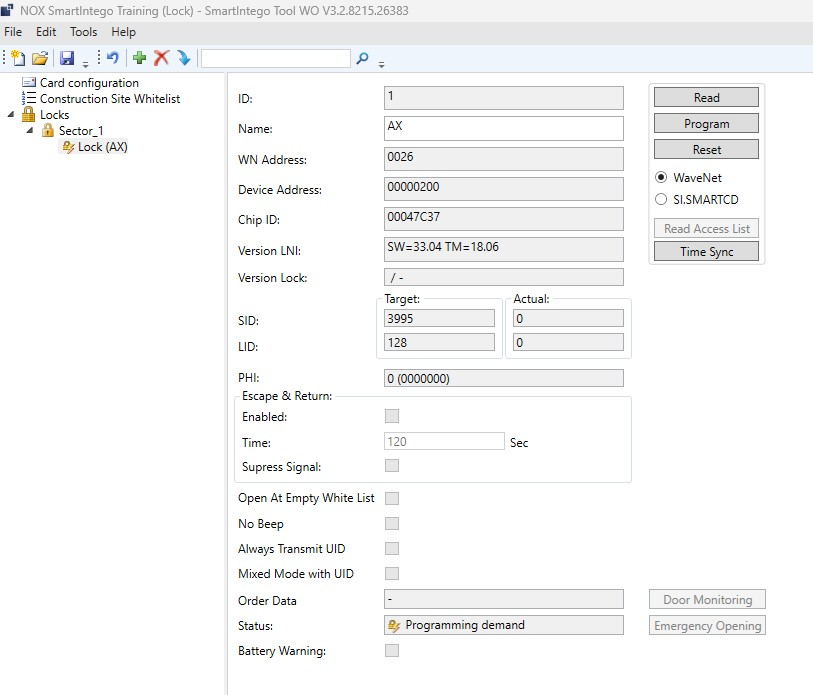 NOX SmartIntego Training (Lock) - SmartIntego Tool WO V3.2.8215.26383
File Edit Tools Help
Card configuration
Construction Site Whitelist
Locks
Sector_1
Lock (AX)
ID: 1
Name: AX
WN Address: 0026
Device Address: 00000200
Chip ID: 00047C37
Version LNI: SW=33.04 TM=18.06
Version Lock: / -
Target: Actual:
SID: 3995 0
LID: 128 0
PHI: 0 (0000000)
Escape & Return:
Enabled:
Time: 120 Sec
Supress Signal:
Open At Empty White List
No Beep
Always Transmit UID
Mixed Mode with UID
Order Data -
Status: Programming demand
Battery Warning:
Read
Program
Reset
WaveNet
SI.SMARTCD
Read Access List
Time Sync
Door Monitoring
Emergency Opening